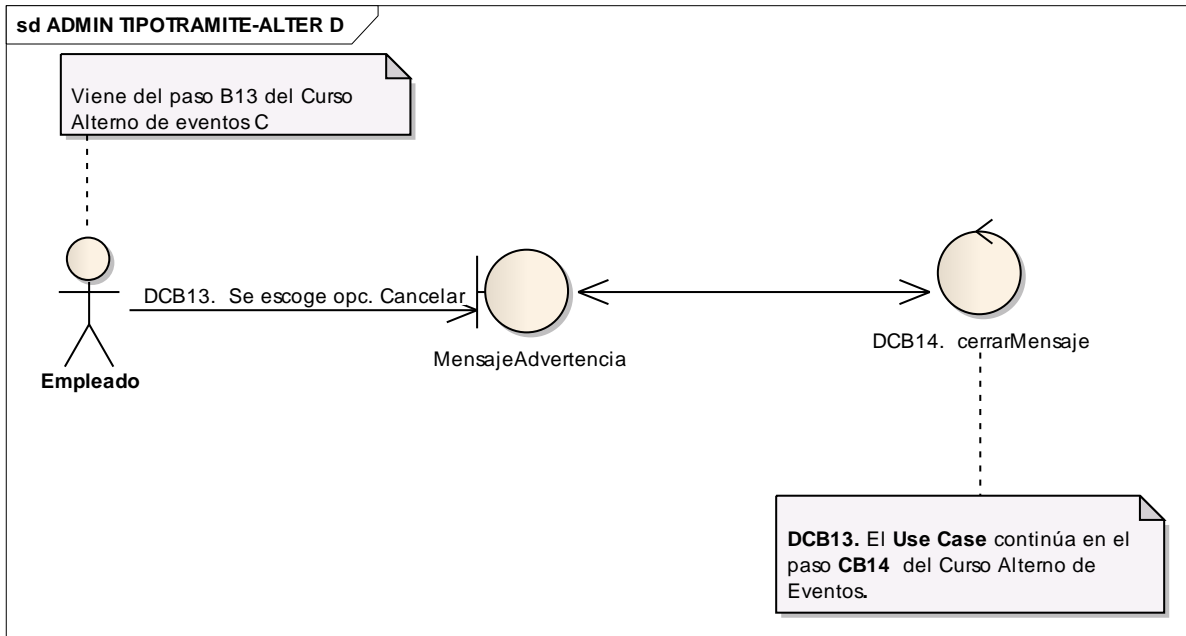 sd ADMIN TIPOTRAMITE-ALTER D
Viene del paso B13 del Curso
Alterno de eventos C
DCB13. Se escoge opc. Cancelar
MensajeAdvertencia
DCB14. cerrarMensaje
Empleado
DCB13. El Use Case continúa en el
paso CB14 del Curso Alterno de
Eventos.